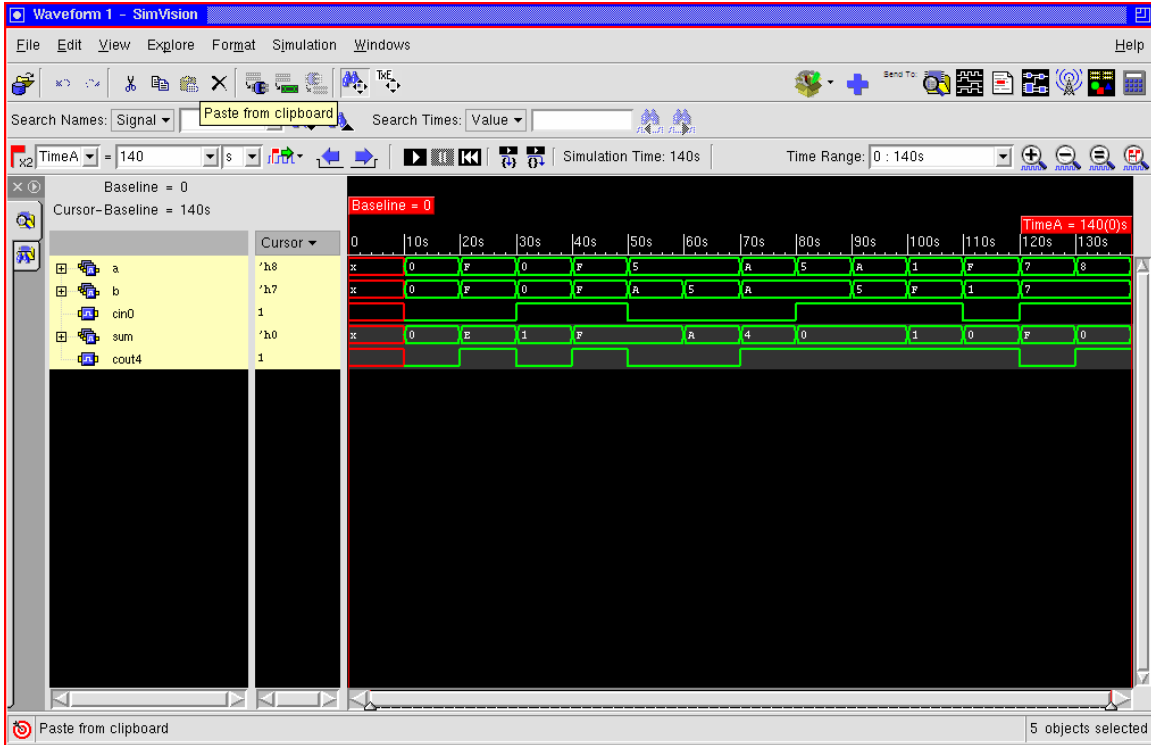 Waveform 1 - SimVision
File Edit View Explore Format Simulation Windows Help
TxE Send To:
Paste from clipboard
Search Names: Signal Search Times: Value
x2 TimeA = 140 s Simulation Time: 140s Time Range: 0 : 140s
Baseline = 0
Cursor-Baseline = 140s
Baseline = 0
TimeA = 140(0)s
Cursor 0 10s 20s 30s 40s 50s 60s 70s 80s 90s 100s 110s 120s 130s
a 'h8 x 0 F 0 F 5 A 5 A 1 F 7 8
b 'h7 x 0 F 0 F A 5 A 5 F 1 7
cin0 1
sum 'h0 x 0 E 1 F A 4 0 1 0 F 0
cout4 1
Paste from clipboard 5 objects selected